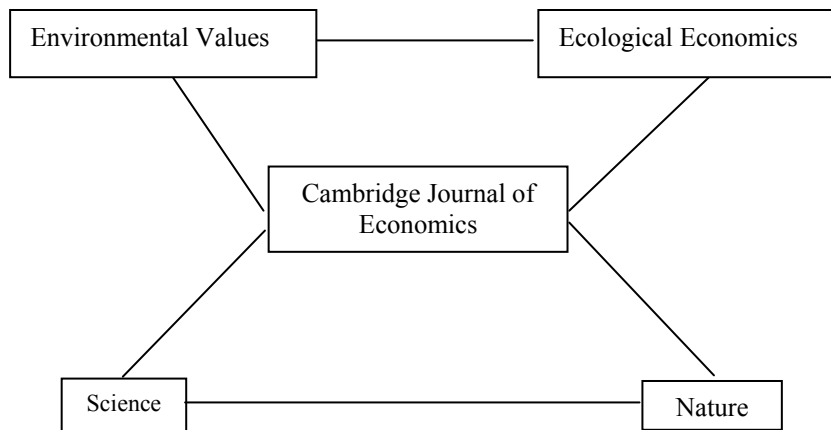 Environmental Values
Ecological Economics
Cambridge Journal of
Economics
Science
Nature